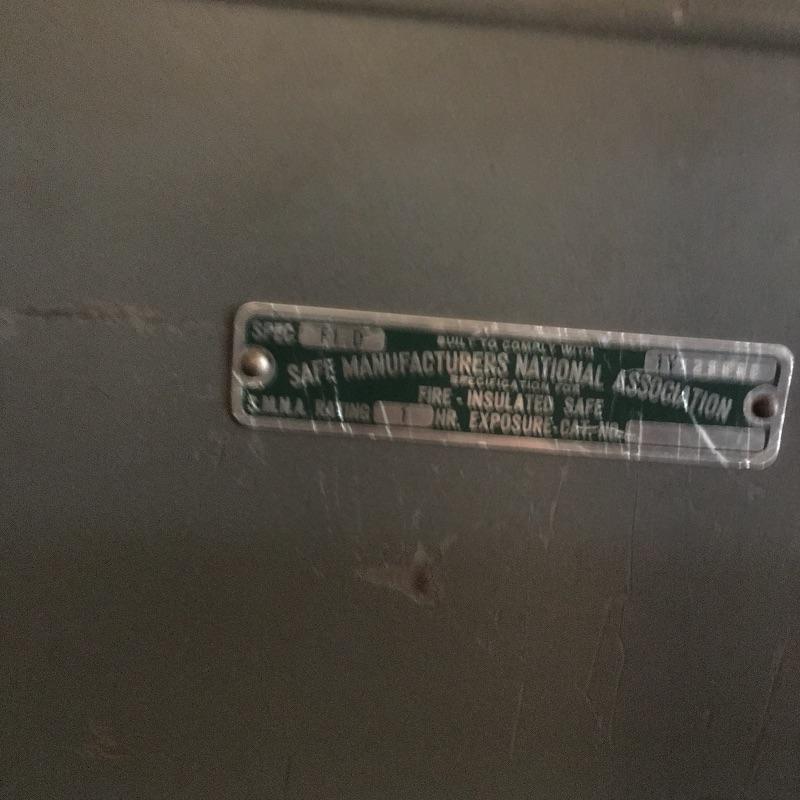 SPEC F1-D
BUILT TO COMPLY WITH
SAFE MANUFACTURERS NATIONAL ASSOCIATION
SPECIFICATION FOR
FIRE - INSULATED SAFE
S.M.N.A. RATING 1 HR. EXPOSURE CAT. NO.